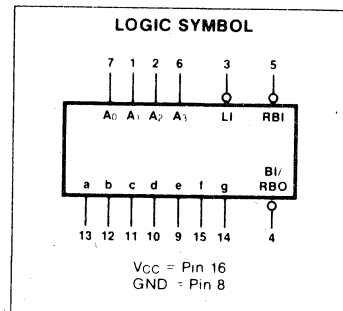 LOGIC SYMBOL
7 1 2 6 3 5
A0 A1 A2 A3 LI RBI
BI/
RBO
a b c d e f g
13 12 11 10 9 15 14 4
VCC = Pin 16
GND = Pin 8